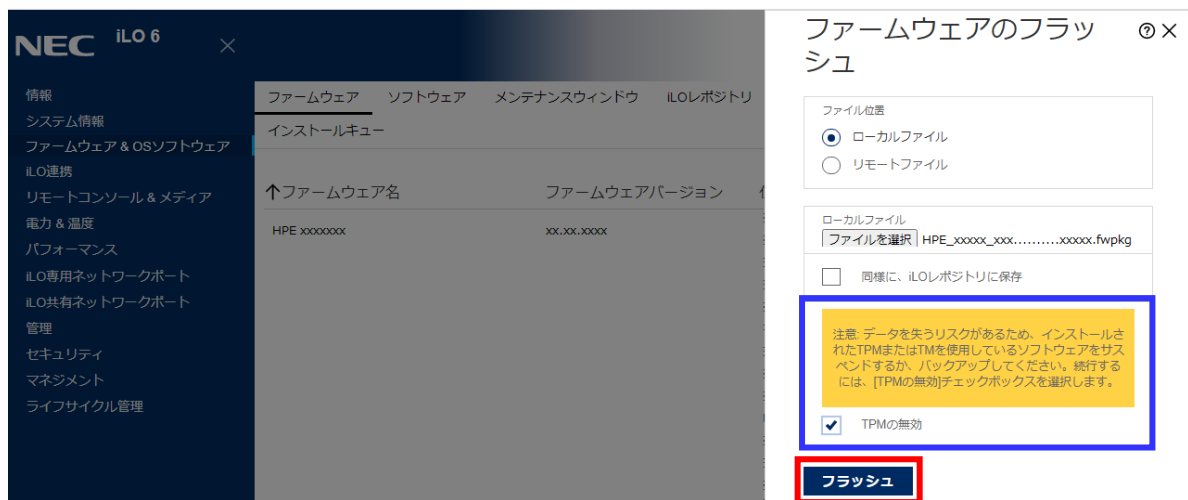 NEC iLO 6
情報
システム情報
ファームウェア & OSソフトウェア
iLO連携
リモートコンソール & メディア
電力 & 温度
パフォーマンス
iLO専用ネットワークポート
iLO共有ネットワークポート
管理
セキュリティ
マネジメント
ライフサイクル管理
ファームウェア ソフトウェア メンテナンスウィンドウ iLOレポジトリ
インストールキュー
↑ファームウェア名 ファームウェアバージョン
HPE xxxxxxx xx.xx.xxxx
ファームウェアのフラッ
シュ
ファイル位置
ローカルファイル
リモートファイル
ローカルファイル
ファイルを選択 HPE_xxxxx_xxx..........xxxxx.fwpkg
同様に、iLOレポジトリに保存
注意: データを失うリスクがあるため、インストールさ
れたTPMまたはTMを使用しているソフトウェアをサス
ペンドするか、バックアップしてください。続行する
には、[TPMの無効]チェックボックスを選択します。
TPMの無効
フラッシュ